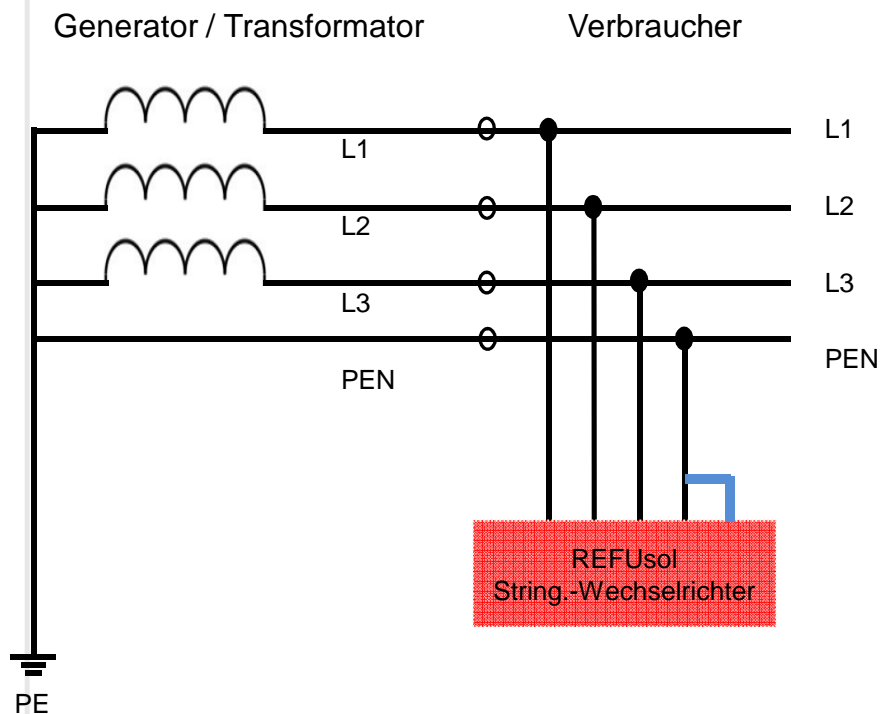 Generator / Transformator
Verbraucher
L1
L1
L2
L2
L3
L3
PEN
PEN
REFUsol
String.-Wechselrichter
PE